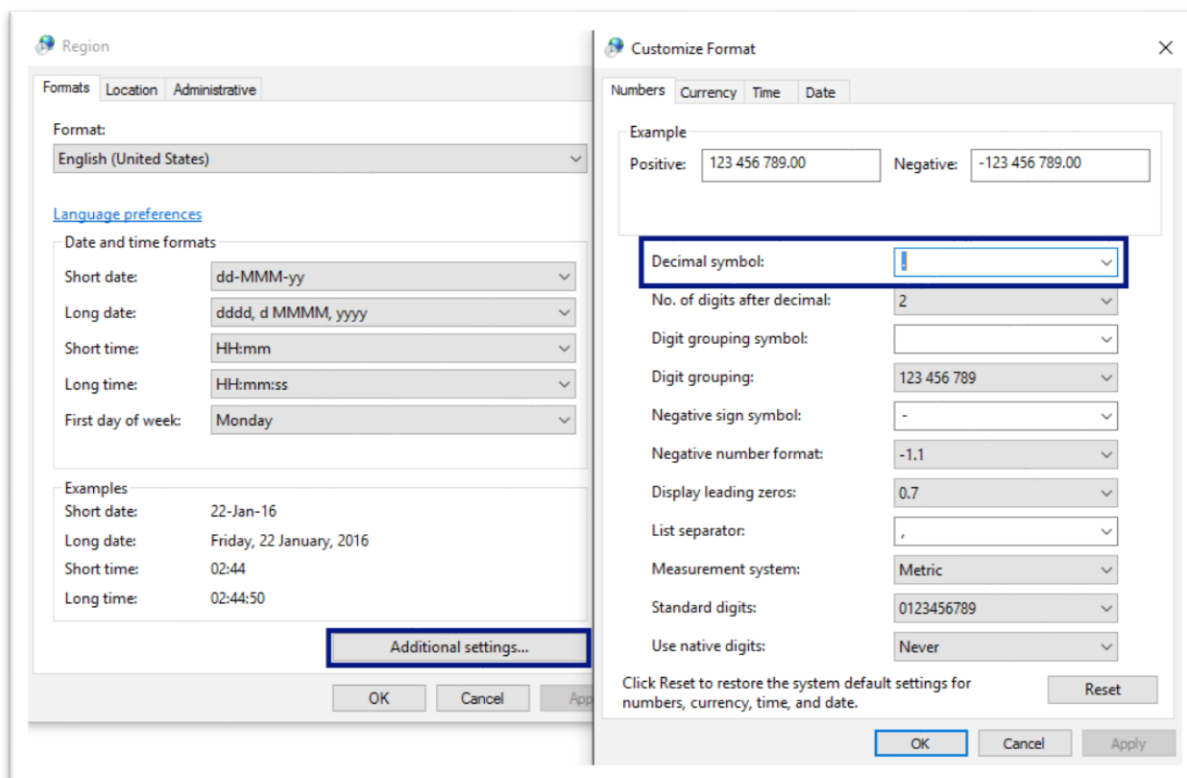 Region
Formats Location Administrative
Format:
English (United States)
Language preferences
Date and time formats
Short date: dd-MMM-yy
Long date: dddd, d MMMM, yyyy
Short time: HH:mm
Long time: HH:mm:ss
First day of week: Monday
Examples
Short date: 22-Jan-16
Long date: Friday, 22 January, 2016
Short time: 02:44
Long time: 02:44:50
Additional settings...
OK Cancel App
Customize Format
Numbers Currency Time Date
Example
Positive: 123 456 789.00 Negative: -123 456 789.00
Decimal symbol: .
No. of digits after decimal: 2
Digit grouping symbol:
Digit grouping: 123 456 789
Negative sign symbol: -
Negative number format: -1.1
Display leading zeros: 0.7
List separator: ,
Measurement system: Metric
Standard digits: 0123456789
Use native digits: Never
Click Reset to restore the system default settings for
numbers, currency, time, and date.
Reset
OK Cancel Apply